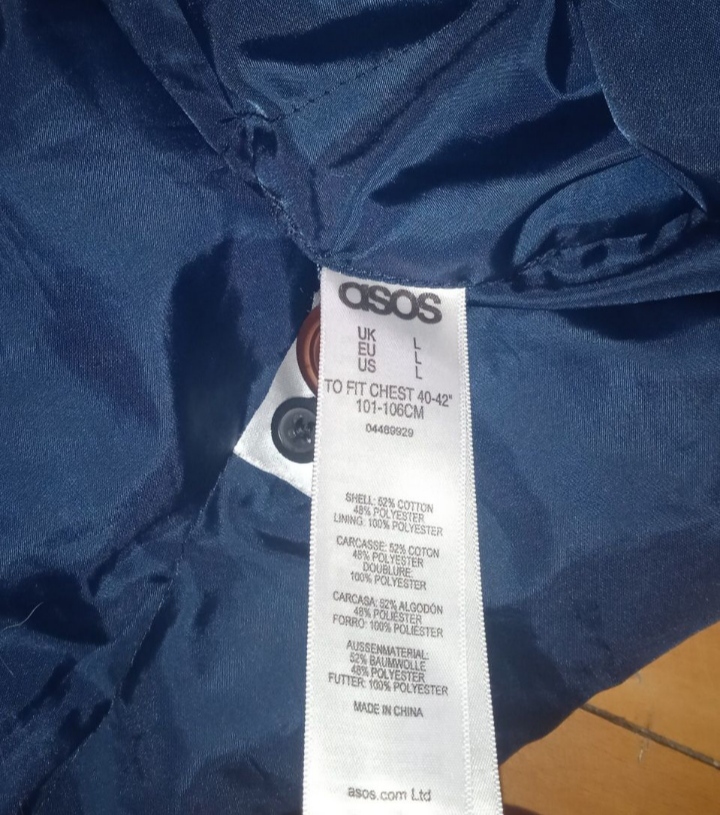 asos
UK L
EU L
US L
TO FIT CHEST 40-42"
101-106CM
04469929
SHELL: 52% COTTON
48% POLYESTER
LINING: 100% POLYESTER
CARCASSE: 52% COTON
48% POLYESTER
DOUBLURE:
100% POLYESTER
CARCASA: 52% ALGODÓN
48% POLIÉSTER
FORRO: 100% POLIÉSTER
AUSSENMATERIAL:
52% BAUMWOLLE
48% POLYESTER
FUTTER: 100% POLYESTER
MADE IN CHINA
asos.com Ltd